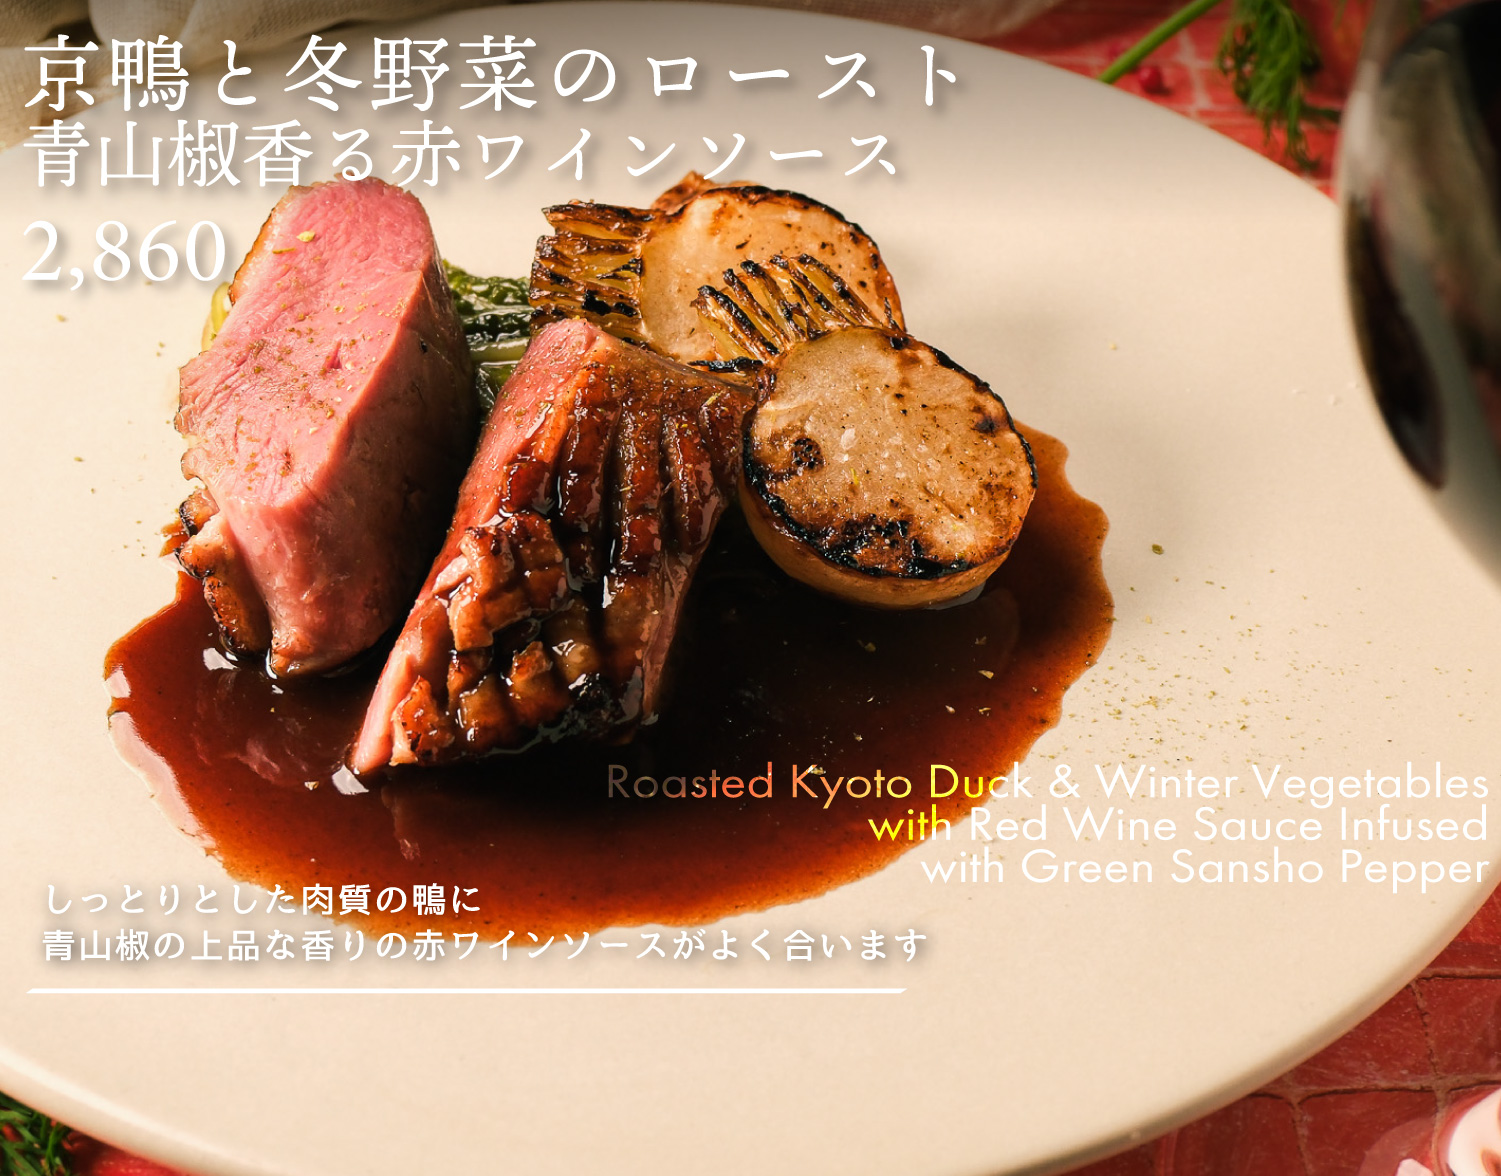 京鴨と冬野菜のロースト
青山椒香る赤ワインソース
2,860
Roasted Kyoto Duck & Winter Vegetables
with Red Wine Sauce Infused
with Green Sansho Pepper
しっとりとした肉質の鴨に
青山椒の上品な香りの赤ワインソースがよく合います